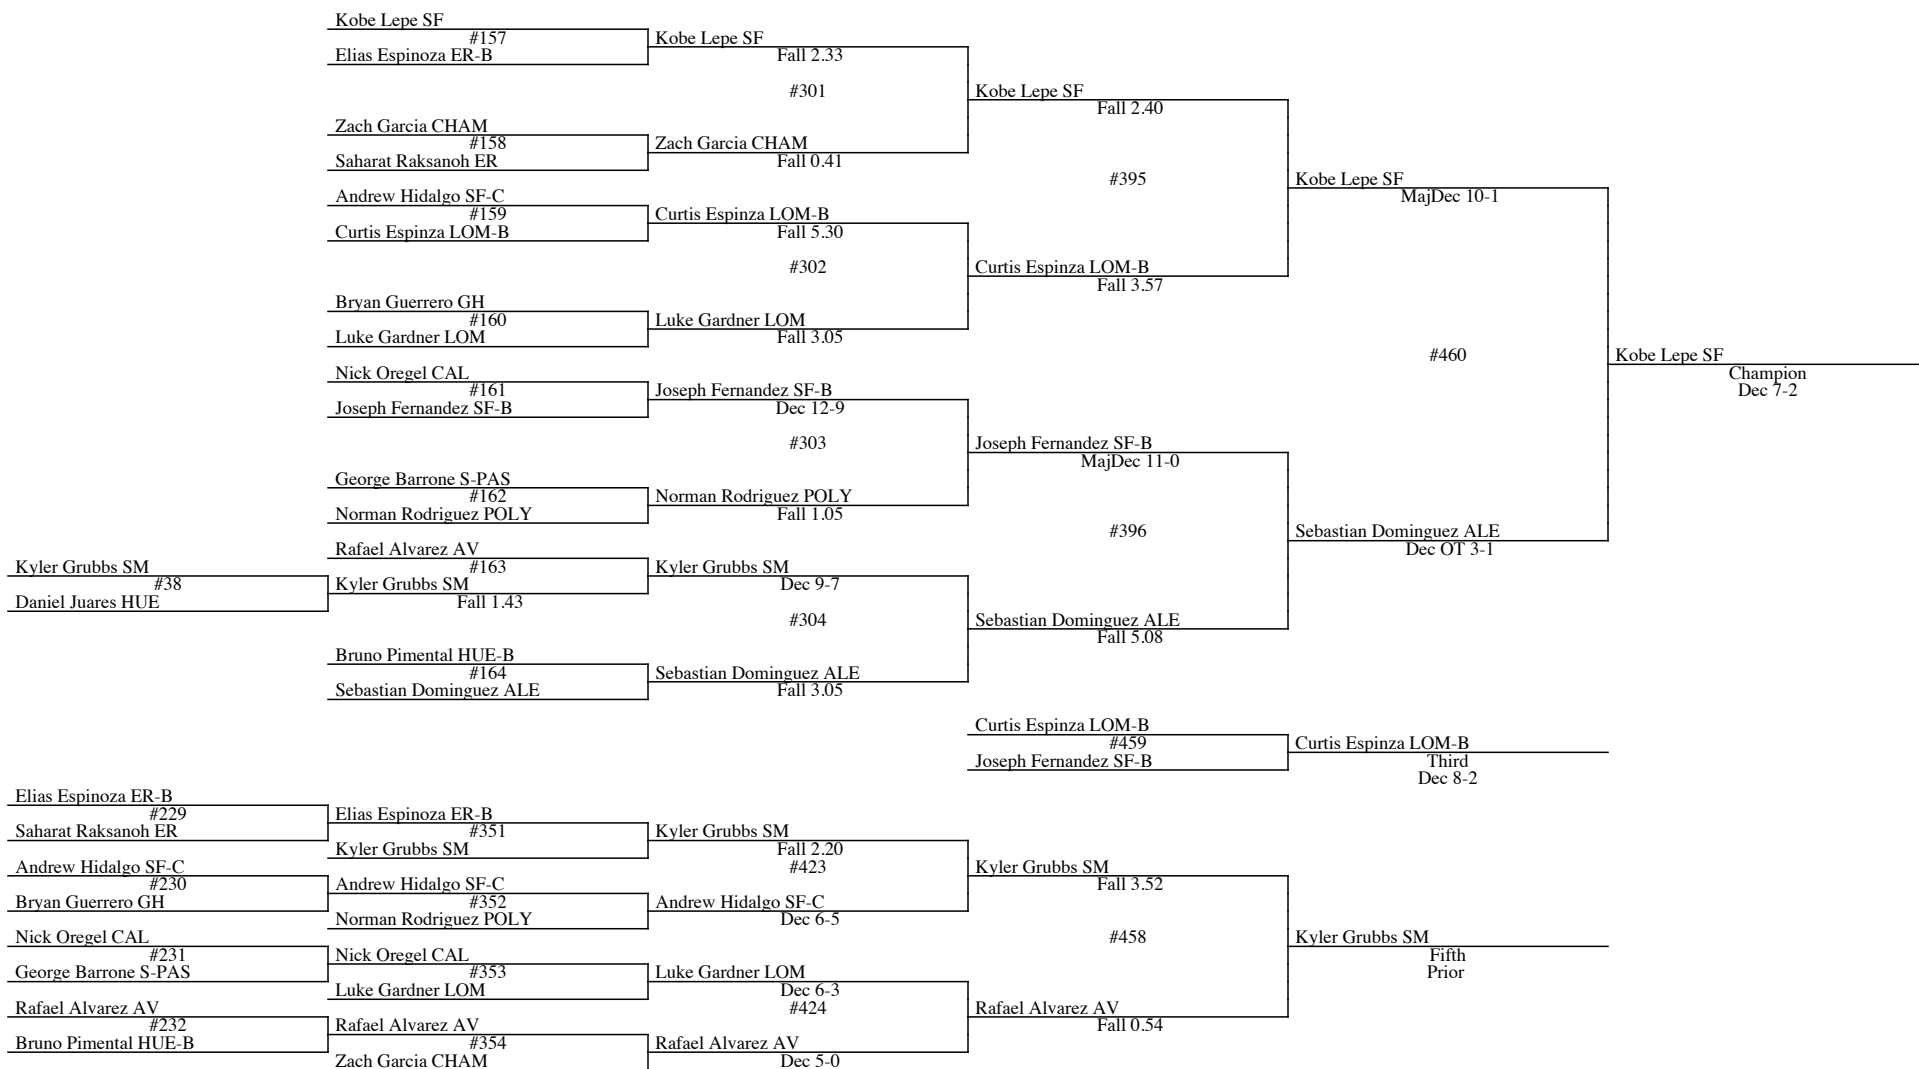 Kobe Lepe SF
#157
Elias Espinoza ER-B
Kobe Lepe SF
Fall 2.33
#301
Zach Garcia CHAM
#158
Saharat Raksanoh ER
Zach Garcia CHAM
Fall 0.41
Kobe Lepe SF
Fall 2.40
#395
Andrew Hidalgo SF-C
#159
Curtis Espinza LOM-B
Curtis Espinza LOM-B
Fall 5.30
#302
Bryan Guerrero GH
#160
Luke Gardner LOM
Luke Gardner LOM
Fall 3.05
Curtis Espinza LOM-B
Fall 3.57
Kobe Lepe SF
MajDec 10-1
#460
Nick Oregel CAL
#161
Joseph Fernandez SF-B
Joseph Fernandez SF-B
Dec 12-9
#303
George Barrone S-PAS
#162
Norman Rodriguez POLY
Norman Rodriguez POLY
Fall 1.05
Joseph Fernandez SF-B
MajDec 11-0
#396
Kyler Grubbs SM
#38
Daniel Juares HUE
Rafael Alvarez AV
#163
Kyler Grubbs SM
Fall 1.43
Kyler Grubbs SM
Dec 9-7
#304
Bruno Pimental HUE-B
#164
Sebastian Dominguez ALE
Sebastian Dominguez ALE
Fall 3.05
Sebastian Dominguez ALE
Fall 5.08
Sebastian Dominguez ALE
Dec OT 3-1
Kobe Lepe SF
Champion
Dec 7-2
Curtis Espinza LOM-B
#459
Joseph Fernandez SF-B
Curtis Espinza LOM-B
Third
Dec 8-2
Elias Espinoza ER-B
#229
Saharat Raksanoh ER
Elias Espinoza ER-B
#351
Kyler Grubbs SM
Kyler Grubbs SM
Fall 2.20
#423
Andrew Hidalgo SF-C
#230
Bryan Guerrero GH
Andrew Hidalgo SF-C
#352
Norman Rodriguez POLY
Andrew Hidalgo SF-C
Dec 6-5
Kyler Grubbs SM
Fall 3.52
#458
Nick Oregel CAL
#231
George Barrone S-PAS
Nick Oregel CAL
#353
Luke Gardner LOM
Luke Gardner LOM
Dec 6-3
#424
Rafael Alvarez AV
#232
Bruno Pimental HUE-B
Rafael Alvarez AV
#354
Zach Garcia CHAM
Rafael Alvarez AV
Dec 5-0
Rafael Alvarez AV
Fall 0.54
Kyler Grubbs SM
Fifth
Prior